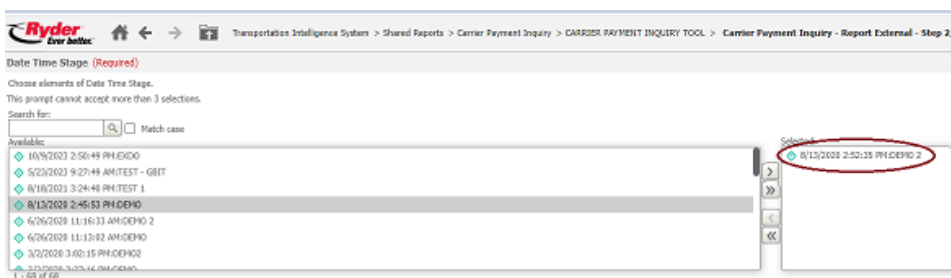 Ryder
Ever better.
Transportation Intelligence System > Shared Reports > Carrier Payment Inquiry > CARRIER PAYMENT INQUIRY TOOL > Carrier Payment Inquiry - Report External - Step 2
Date Time Stage (Required)
Choose elements of Date Time Stage.
This prompt cannot accept more than 3 selections.
Search for:
Match case
Available:
Selected:
10/9/2023 2:50:49 PM:EXDO
5/23/2023 9:27:49 AM:TEST - GBIT
8/18/2021 3:24:40 PM:TEST 1
8/13/2020 2:45:53 PM:DEMO
6/26/2020 11:16:33 AM:DEMO 2
6/26/2020 11:13:02 AM:DEMO
3/2/2020 3:02:15 PM:DEMO2
8/13/2020 2:52:35 PM:DEMO 2
1 - 68 of 68